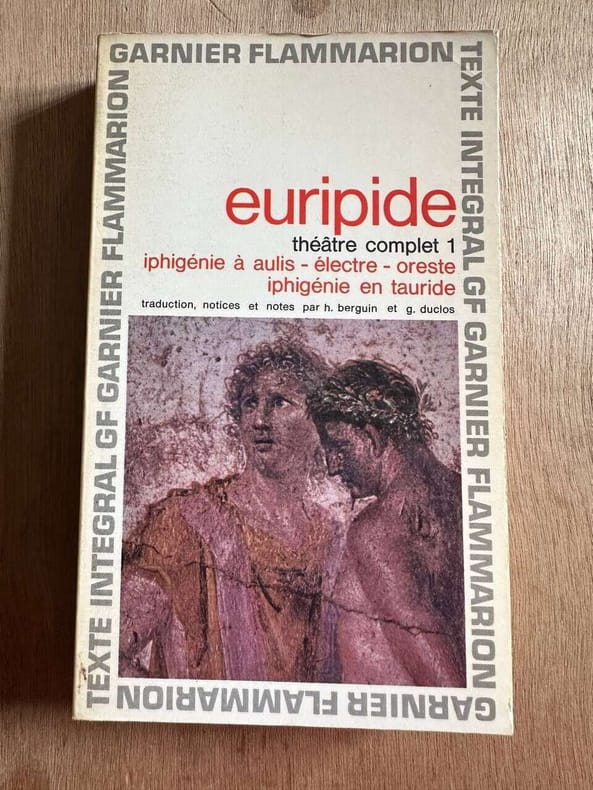 GARNIER FLAMMARION
TEXTE INTEGRAL GF GARNIER FLAMMARION
euripide
théâtre complet 1
iphigénie à aulis - électre - oreste
iphigénie en tauride
traduction, notices et notes par h. berguin et g. duclos
TEXTE INTEGRAL GF GARNIER FLAMMARION
GARNIER FLAMMARION